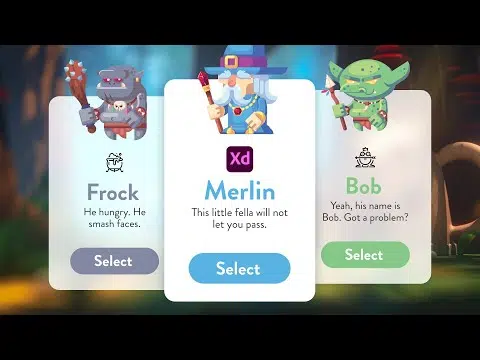 Frock
He hungry. He
smash faces.
Select
Xd
Merlin
This little fella will not
let you pass.
Select
Bob
Yeah, his name is
Bob. Got a problem?
Select